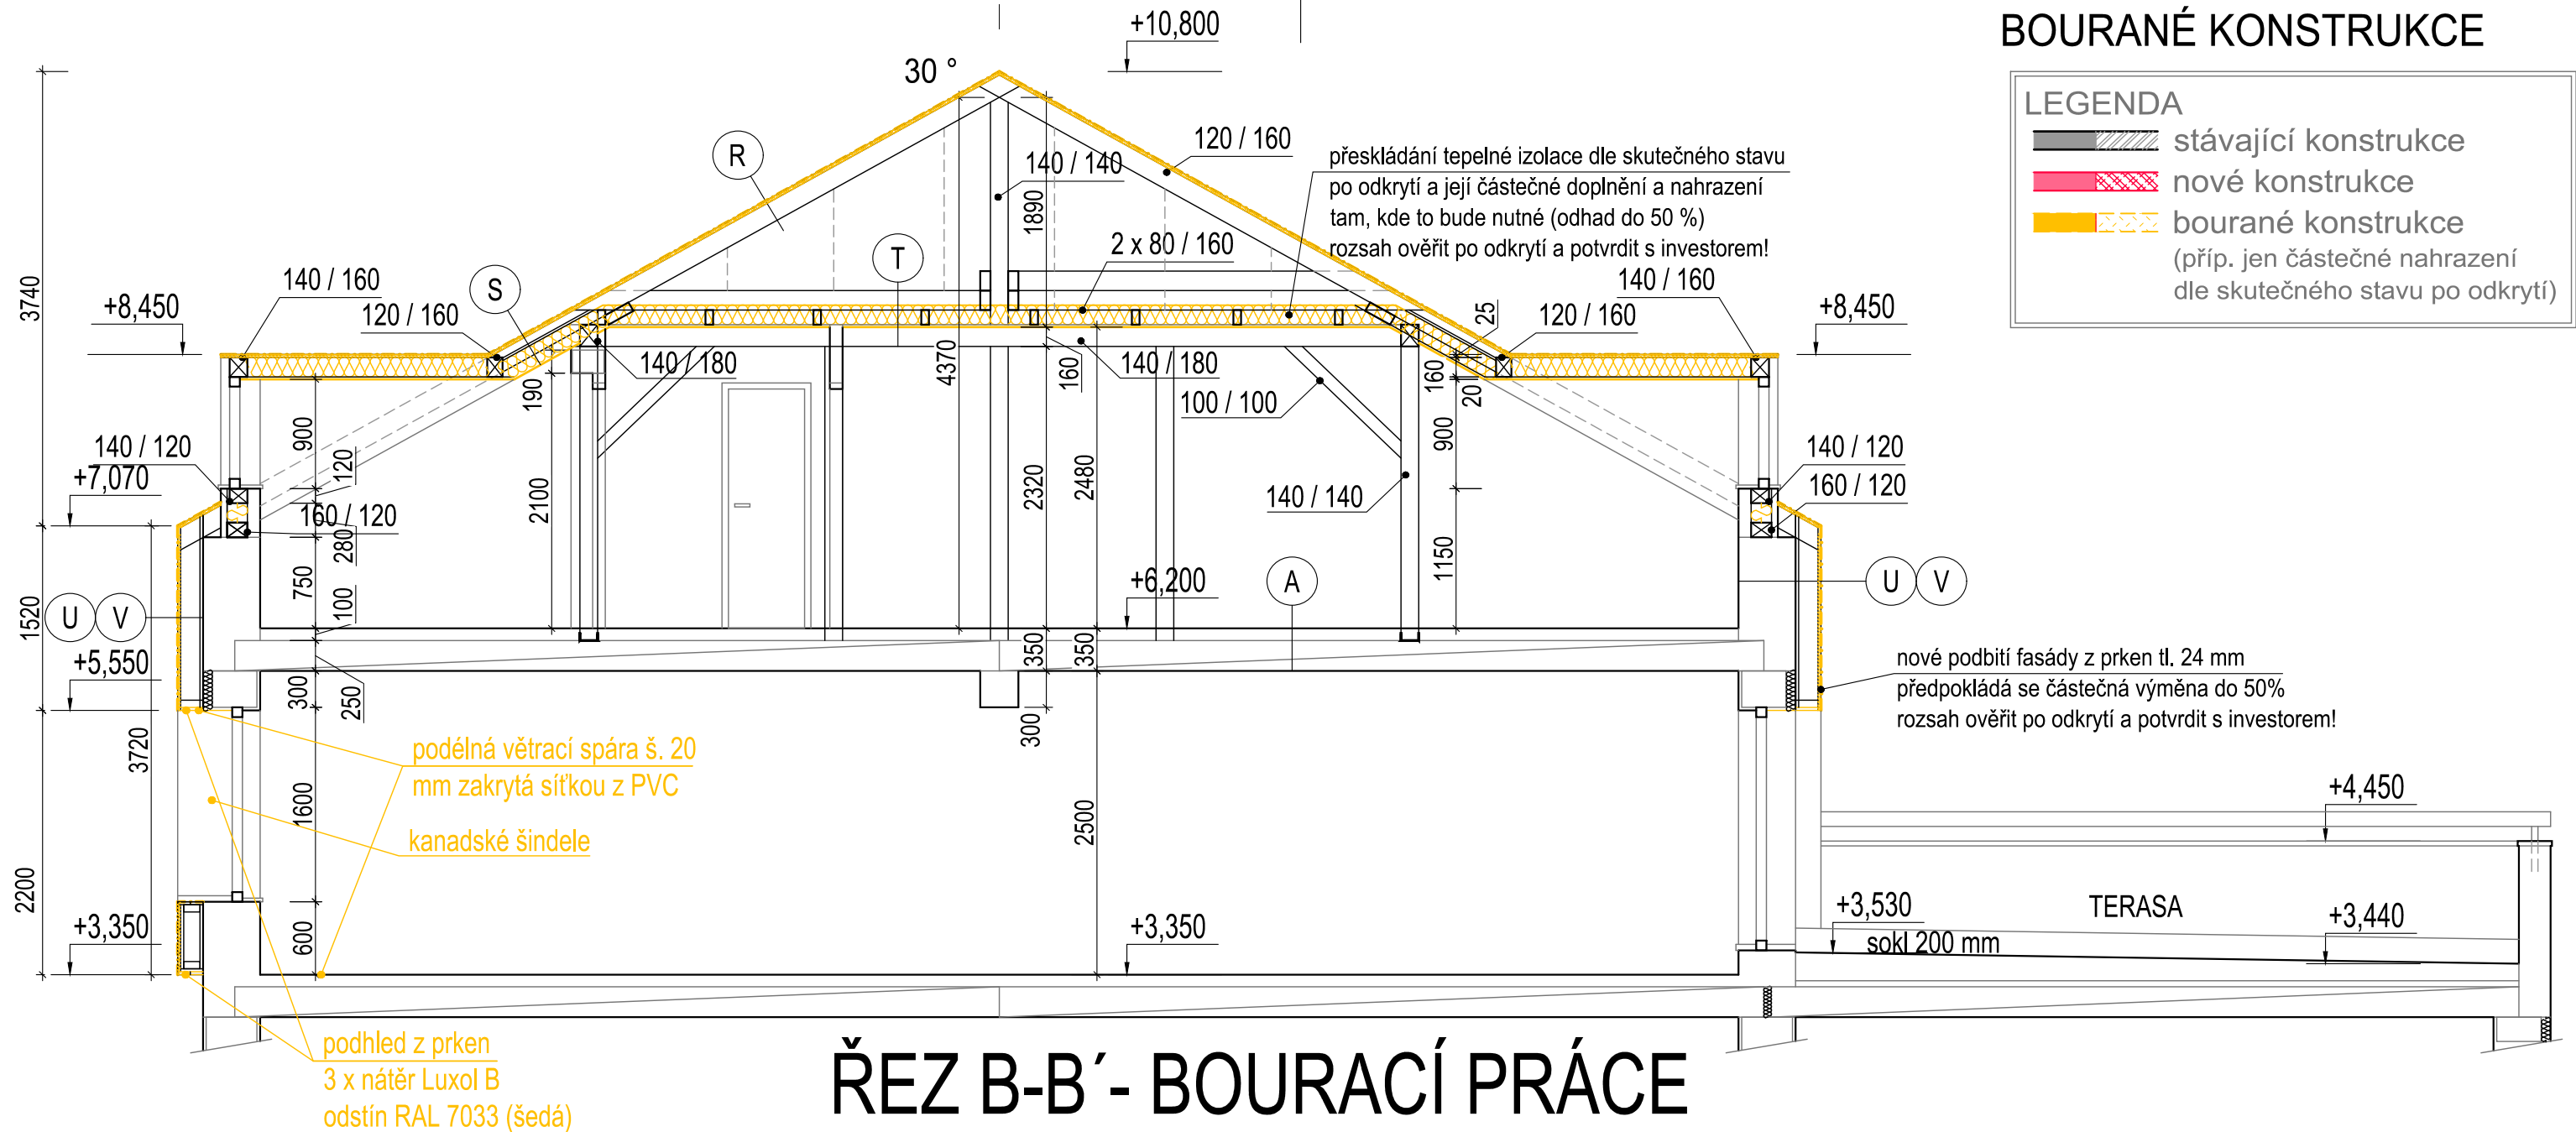 BOURANÉ KONSTRUKCE
LEGENDA
stávající konstrukce
nové konstrukce
bourané konstrukce
(příp. jen částečné nahrazení
dle skutečného stavu po odkrytí)
+10,800
30 °
R
120 / 160
140 / 140
1890
přeskládání tepelné izolace dle skutečného stavu
po odkrytí a její částečné doplnění a nahrazení
tam, kde to bude nutné (odhad do 50 %)
rozsah ověřit po odkrytí a potvrdit s investorem!
T
2 x 80 / 160
3740
+8,450
140 / 160
S
120 / 160
140 / 160
25
120 / 160
+8,450
140 / 180
190
4370
160
140 / 180
160
20
100 / 100
900
120
140 / 120
+7,070
160 / 120
280
2100
2320
2480
140 / 140
900
140 / 120
160 / 120
1150
750
100
1520
U
V
+6,200
A
U
V
+5,550
300
250
350
350
300
nové podbití fasády z prken tl. 24 mm
předpokládá se částečná výměna do 50%
rozsah ověřit po odkrytí a potvrdit s investorem!
3720
podélná větrací spára š. 20
mm zakrytá síťkou z PVC
kanadské šindele
1600
2500
2200
+4,450
+3,350
600
+3,350
+3,530
TERASA
+3,440
sokl 200 mm
podhled z prken
3 x nátěr Luxol B
odstín RAL 7033 (šedá)
ŘEZ B-B´- BOURACÍ PRÁCE